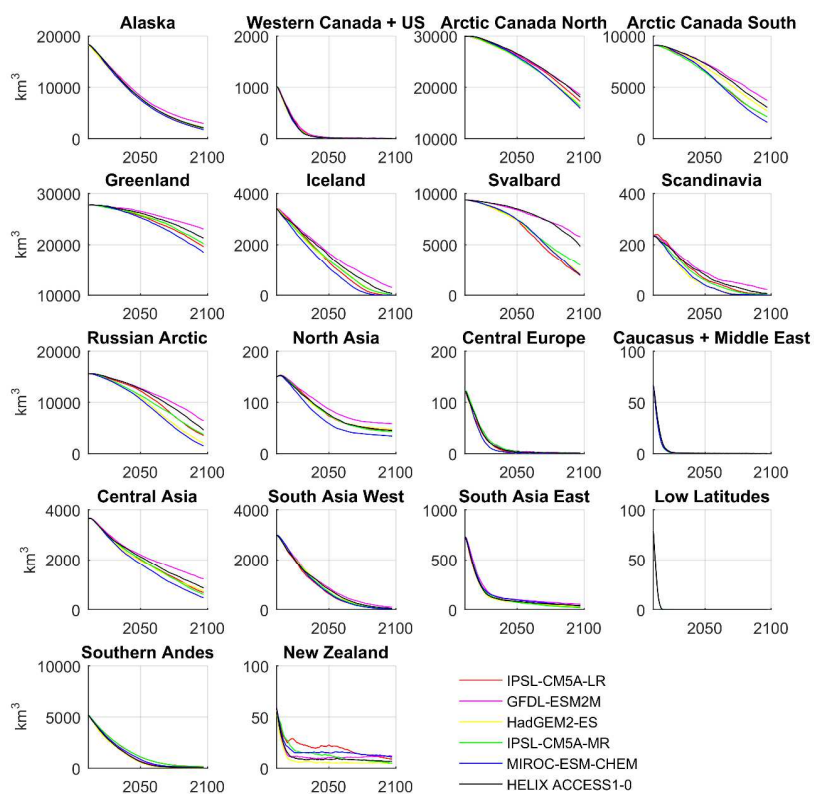 Alaska Western Canada + US Arctic Canada North Arctic Canada South
20000 2000 30000 10000
km³ 10000 1000 20000 5000
0 0 10000 0
2050 2100 2050 2100 2050 2100 2050 2100
Greenland Iceland Svalbard Scandinavia
30000 4000 10000 400
km³ 20000 2000 5000 200
10000 0 0 0
2050 2100 2050 2100 2050 2100 2050 2100
Russian Arctic North Asia Central Europe Caucasus + Middle East
20000 200 200 100
km³ 10000 100 100 50
0 0 0 0
2050 2100 2050 2100 2050 2100 2050 2100
Central Asia South Asia West South Asia East Low Latitudes
4000 4000 1000 100
km³ 2000 2000 500 50
0 0 0 0
2050 2100 2050 2100 2050 2100 2050 2100
Southern Andes New Zealand
10000 100
km³ 5000 50
0 0
2050 2100 2050 2100
IPSL-CM5A-LR
GFDL-ESM2M
HadGEM2-ES
IPSL-CM5A-MR
MIROC-ESM-CHEM
HELIX ACCESS1-0